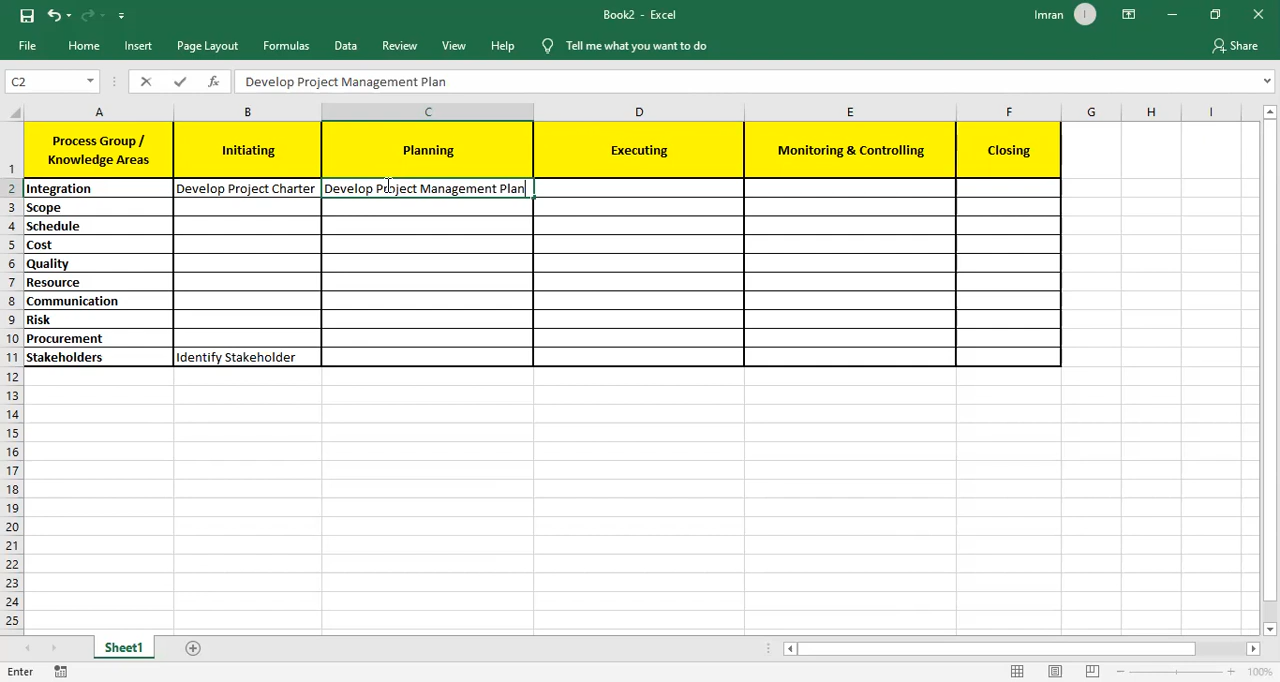 Book2 - Excel
Imran
I
File Home Insert Page Layout Formulas Data Review View Help Tell me what you want to do Share
C2 fx Develop Project Management Plan
A B C D E F G H I
1 Process Group /
Knowledge Areas Initiating Planning Executing Monitoring & Controlling Closing
2 Integration Develop Project Charter Develop Project Management Plan
3 Scope
4 Schedule
5 Cost
6 Quality
7 Resource
8 Communication
9 Risk
10 Procurement
11 Stakeholders Identify Stakeholder
12
13
14
15
16
17
18
19
20
21
22
23
24
25
Sheet1
Enter 100%